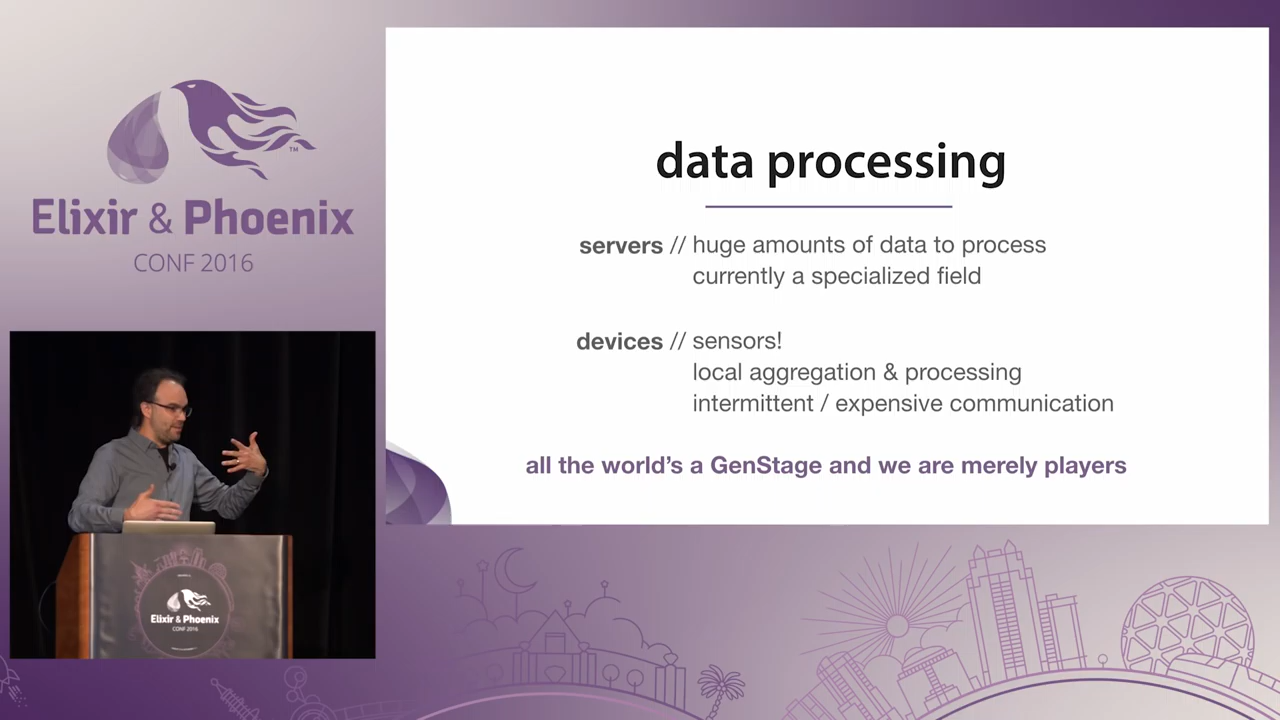 Elixir & Phoenix
CONF 2016
TM
data processing
servers // huge amounts of data to process
currently a specialized field
devices // sensors!
local aggregation & processing
intermittent / expensive communication
all the world's a GenStage and we are merely players
Elixir & Phoenix
CONF 2016